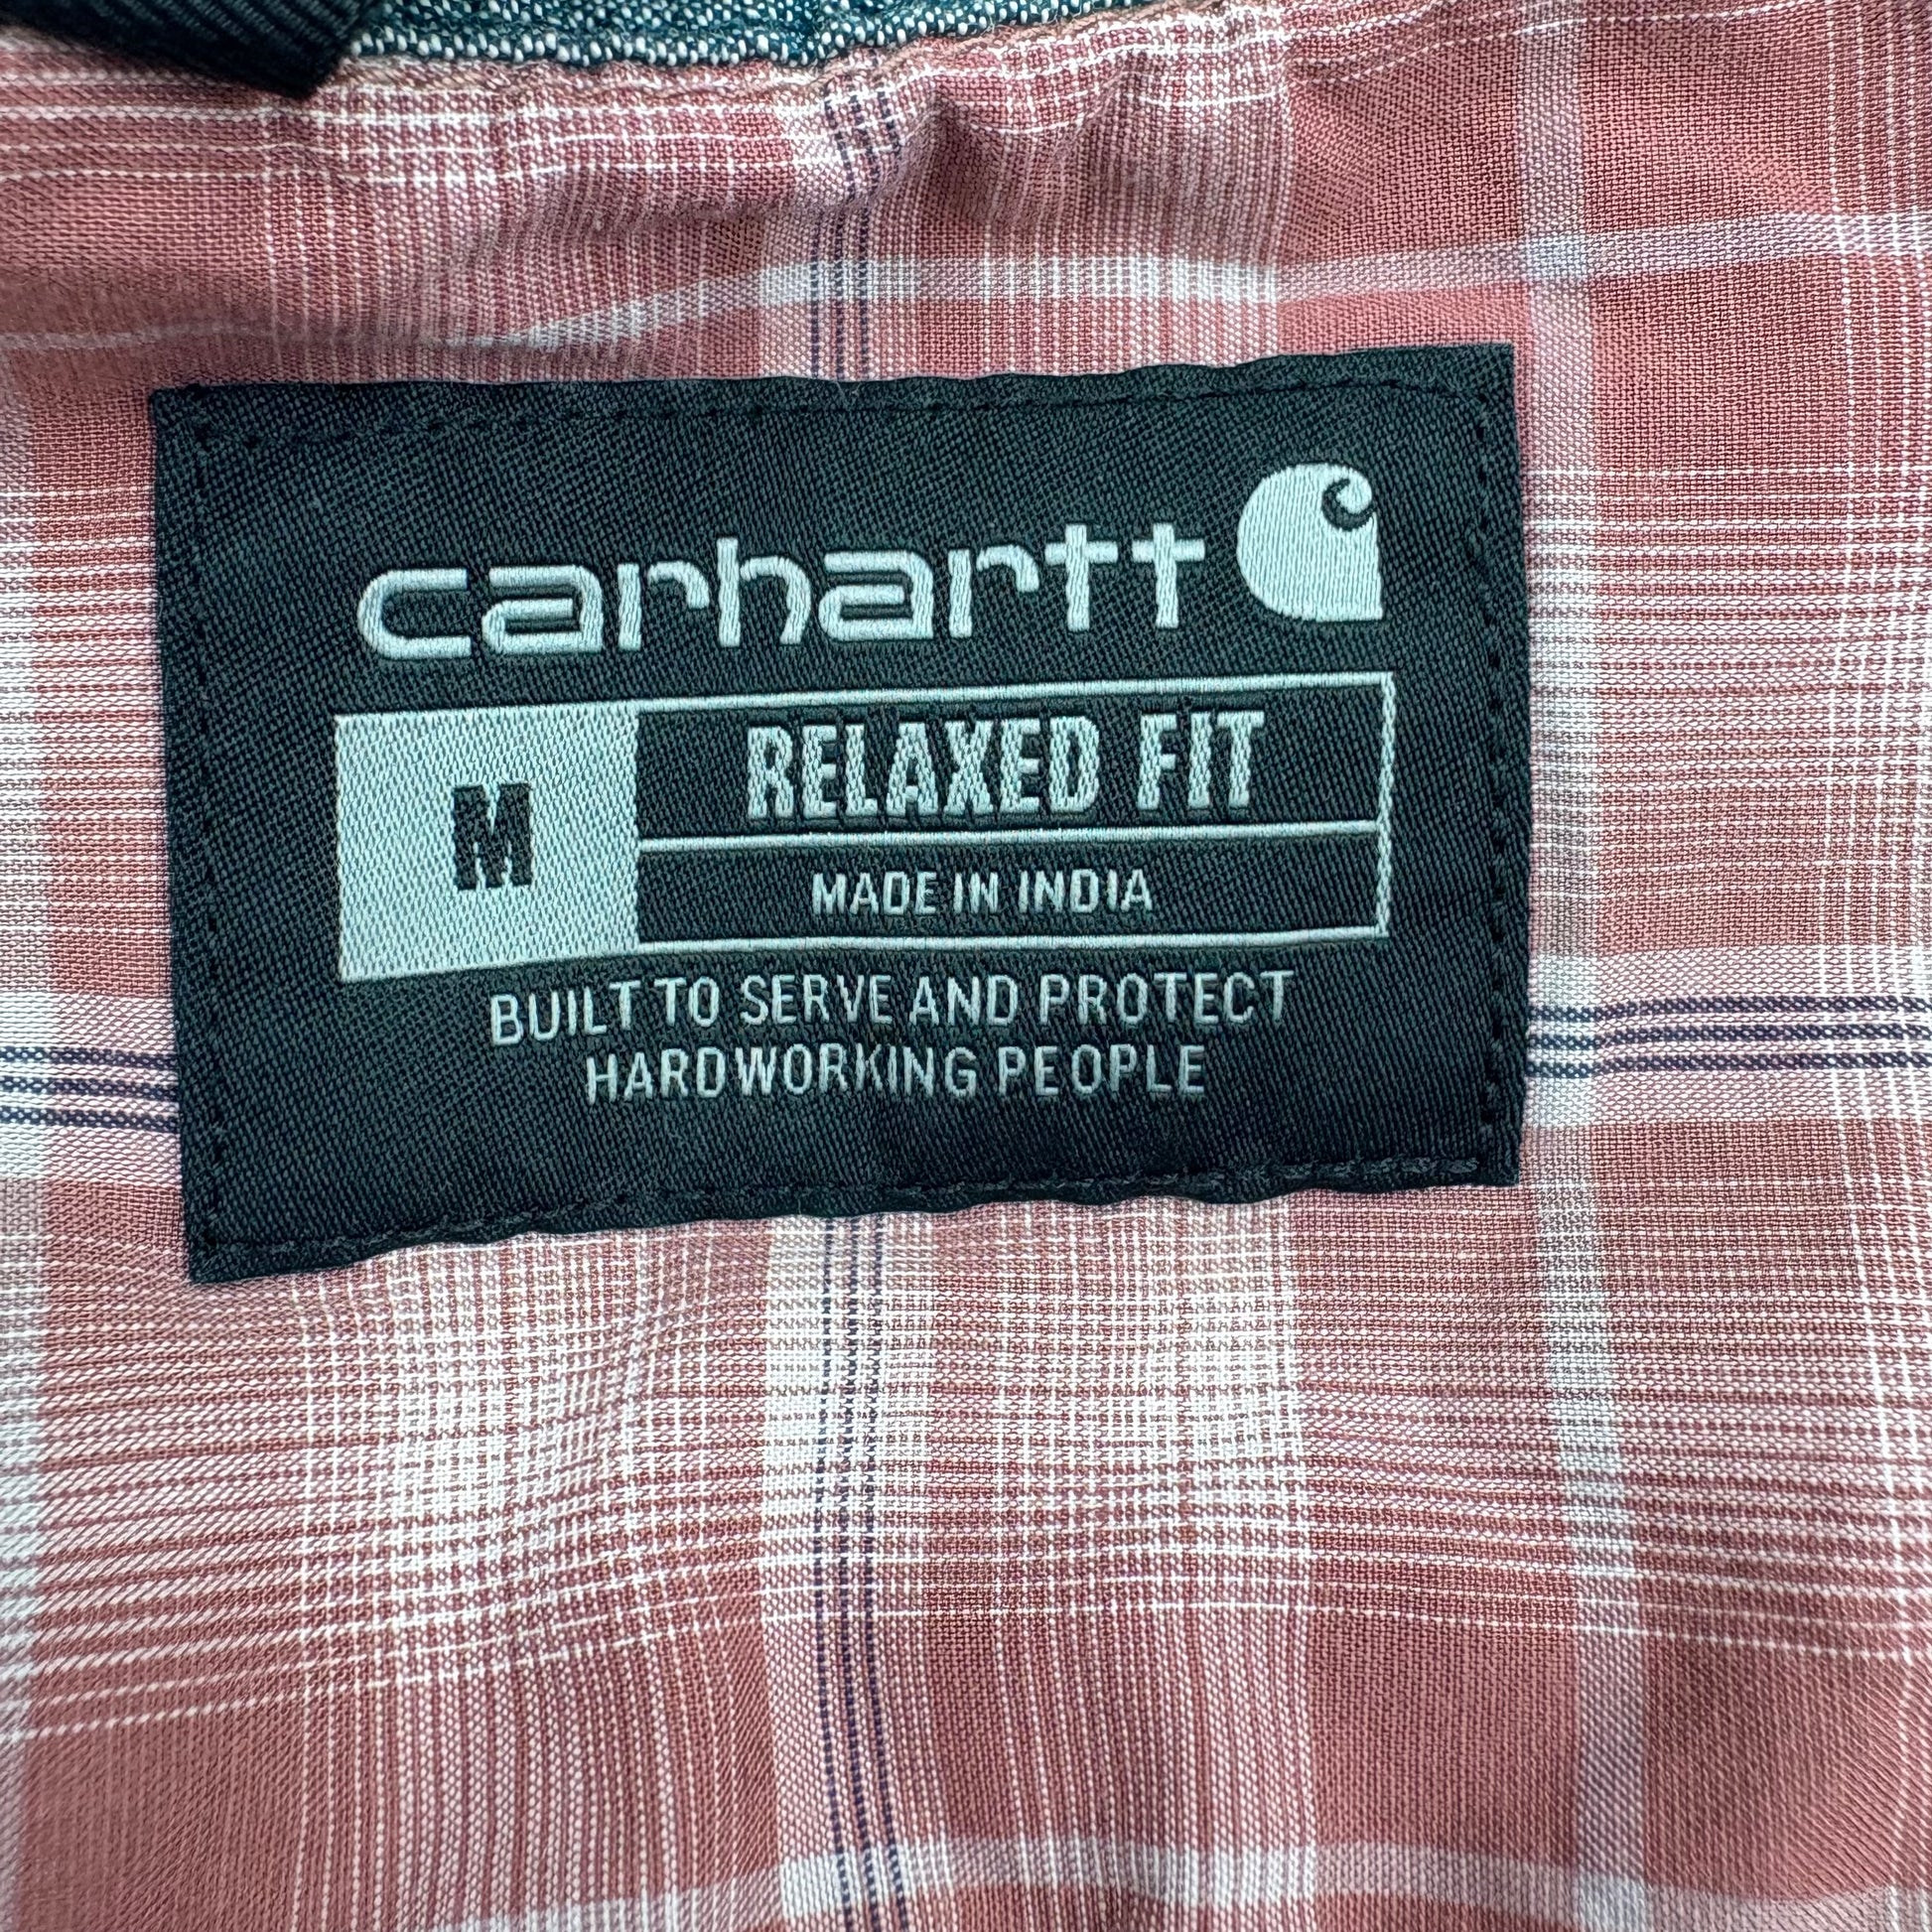 carhartt
M
RELAXED FIT
MADE IN INDIA
BUILT TO SERVE AND PROTECT
HARDWORKING PEOPLE